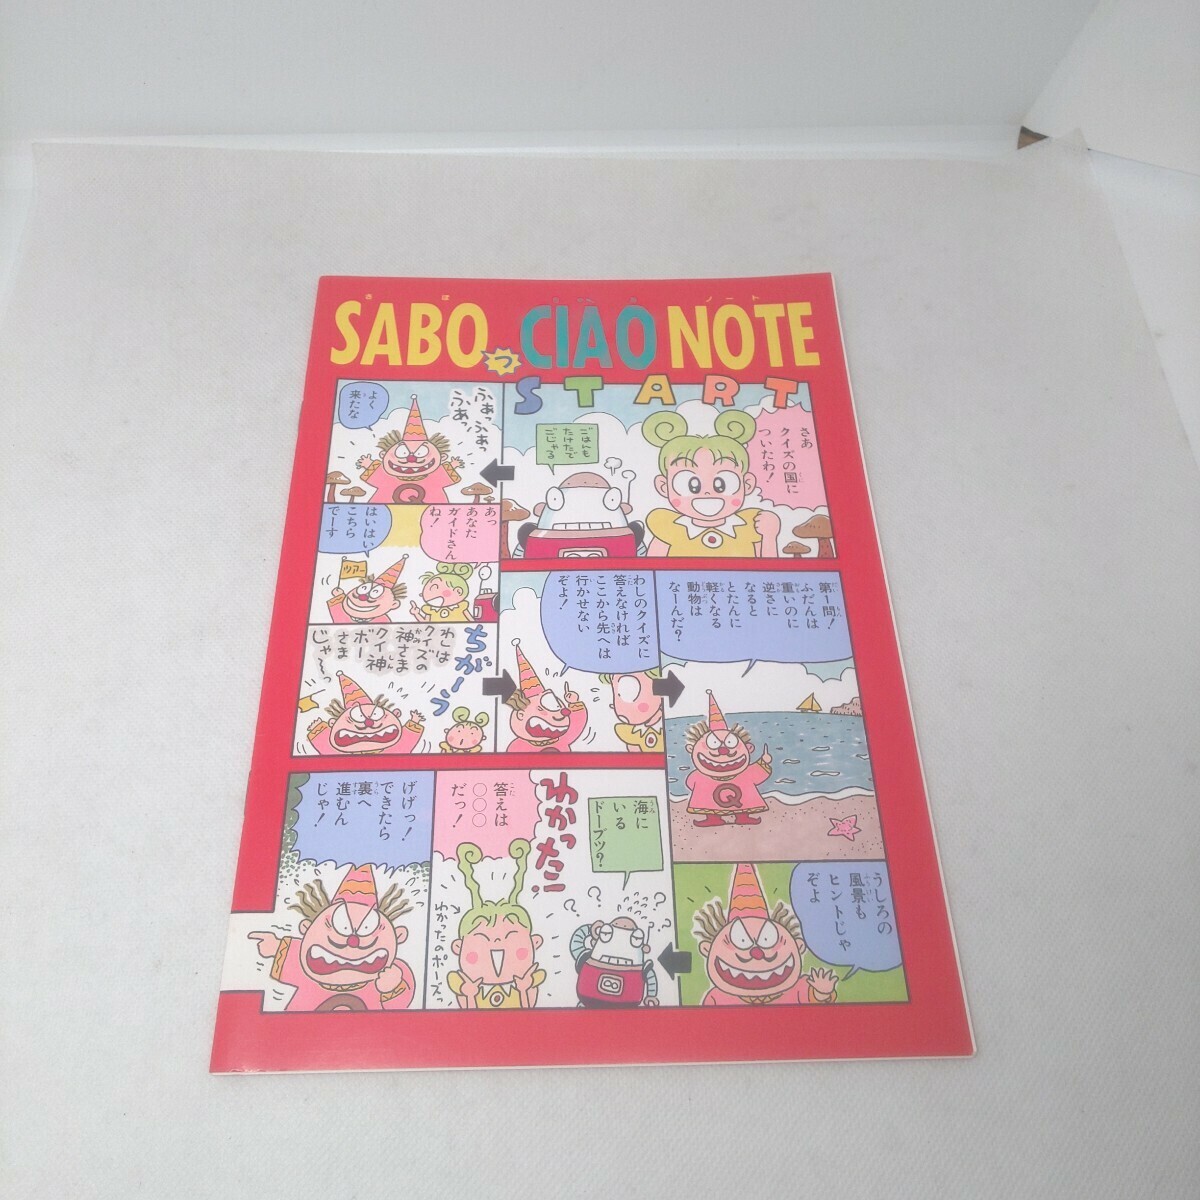 さぼ
ちゃお
ノート
SABO
っ
CIAO NOTE
START
さあ
クイズの国に
ついたわ!
ごはんも
たけたで
ごじゃる
ふぁっふぁっ
ふぁっ
よく
来たな
あっ
あなた
ガイドさん
ね!
はいはい
こちら
でーす
ツアー
ちがーう
わしは
クイズの
神さま
クイ神
ボー
さま
じゃ〜っ
わしのクイズに
答えなければ
ここから先へは
行かせない
ぞよ!
第1問!
ふだんは
重いのに
逆さに
なると
とたんに
軽くなる
動物は
なーんだ?
Q
うしろの
風景も
ヒントじゃ
ぞよ
海に
いる
ドーブツ?
わかったー!
答えは
○○○
だっ!
わかったのポーズっ
げげっ!
できたら
裏へ
進むん
じゃ!